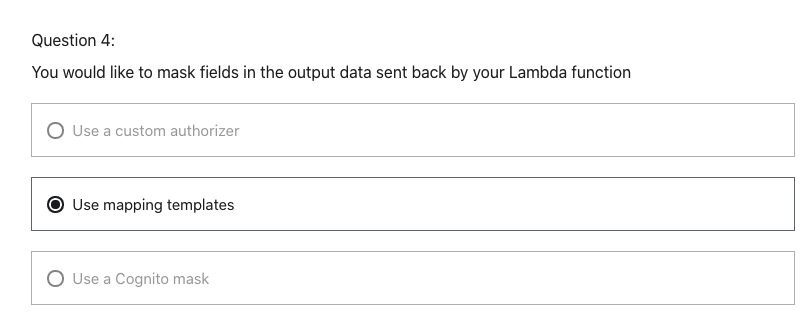 Question 4:
You would like to mask fields in the output data sent back by your Lambda function
Use a custom authorizer
Use mapping templates
Use a Cognito mask